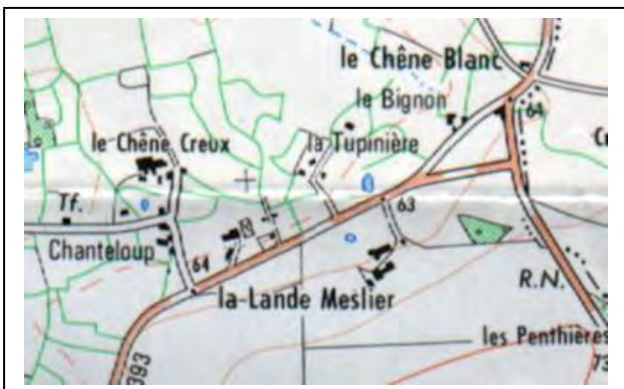 le Chêne Blanc
le Bignon
64
le Chêne Creux
la Tupinière
Tf.
63
Chanteloup
64
la Lande Meslier
R.N.
les Penthières
393
73